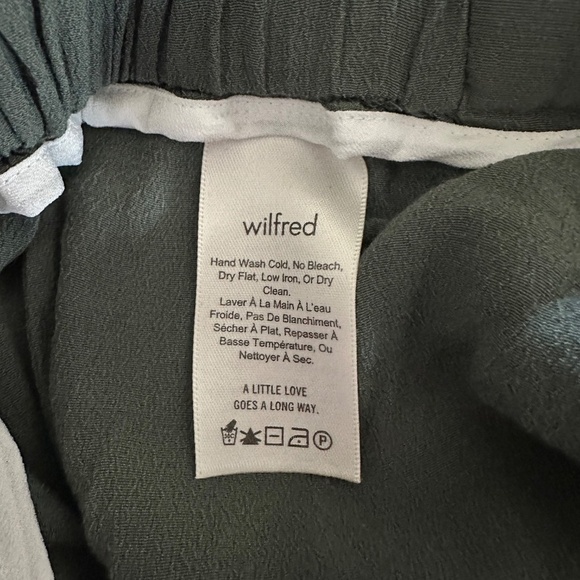 wilfred
Hand Wash Cold, No Bleach,
Dry Flat, Low Iron, Or Dry
Clean.
Laver À La Main À L'eau
Froide, Pas De Blanchiment,
Sécher À Plat, Repasser À
Basse Température, Ou
Nettoyer À Sec.
A LITTLE LOVE
GOES A LONG WAY.
30C P